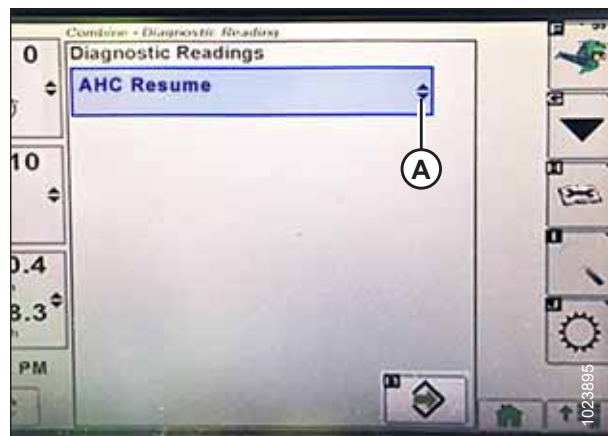 Combine - Diagnostic Reading
Diagnostic Readings
AHC Resume
A
0
10
0.4
8.3
PM
1023895